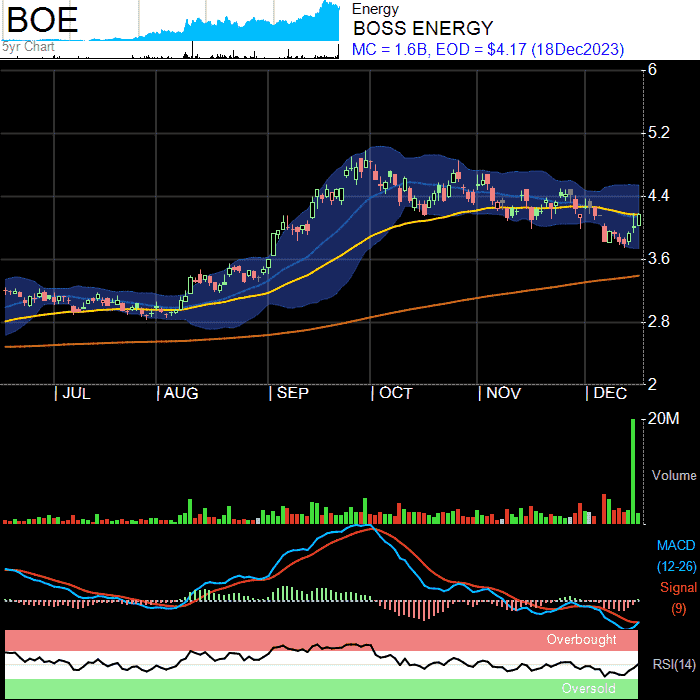 BOE
5yr Chart
Energy
BOSS ENERGY
MC = 1.6B, EOD = $4.17 (18Dec2023)
6
5.2
4.4
3.6
2.8
2
JUL AUG SEP OCT NOV DEC
20M
Volume
MACD
(12-26)
Signal
(9)
Overbought
RSI(14)
Oversold